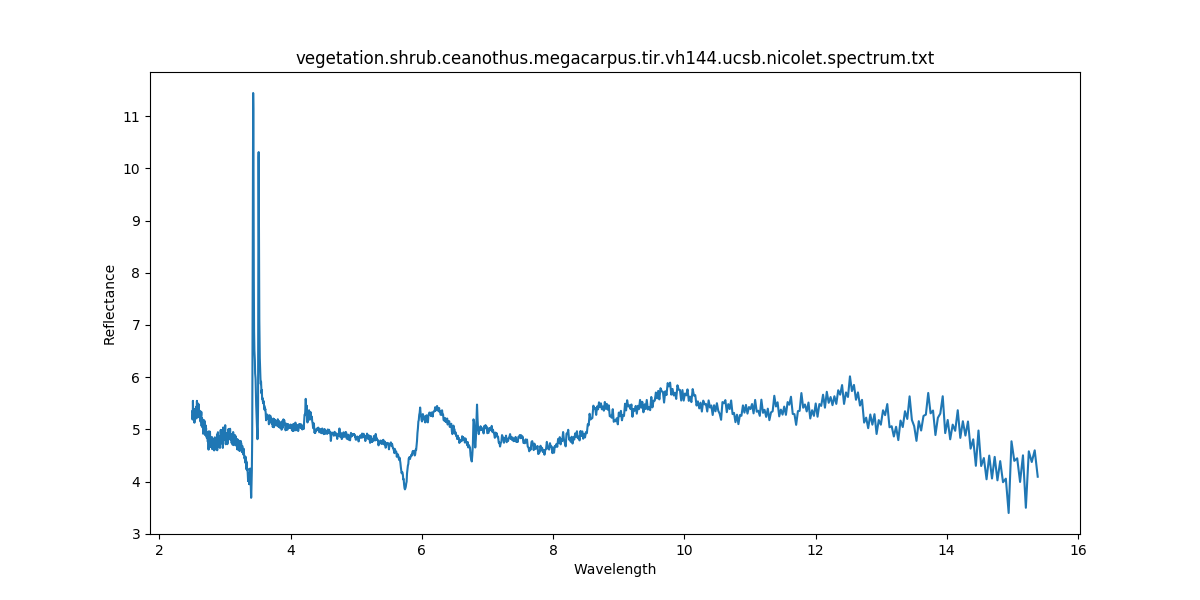 vegetation.shrub.ceanothus.megacarpus.tir.vh144.ucsb.nicolet.spectrum.txt
11
10
9
8
7
6
5
4
3
Reflectance
2 4 6 8 10 12 14 16
Wavelength